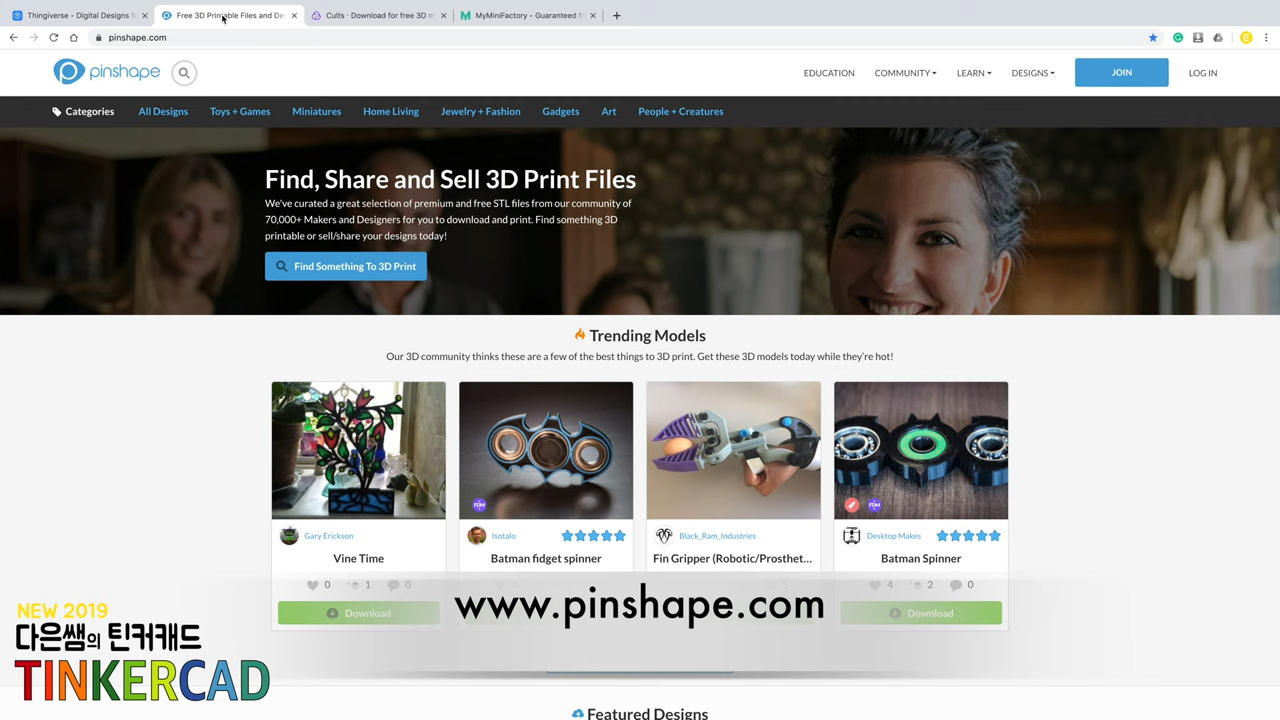 Thingiverse - Digital Designs f
Free 3D Printable Files and De
Cults · Download for free 3D m
MyMiniFactory - Guaranteed f
pinshape.com
pinshape
EDUCATION
COMMUNITY
LEARN
DESIGNS
JOIN
LOG IN
Categories
All Designs
Toys + Games
Miniatures
Home Living
Jewelry + Fashion
Gadgets
Art
People + Creatures
Find, Share and Sell 3D Print Files
We've curated a great selection of premium and free STL files from our community of
70,000+ Makers and Designers for you to download and print. Find something 3D
printable or sell/share your designs today!
Find Something To 3D Print
Trending Models
Our 3D community thinks these are a few of the best things to 3D print. Get these 3D models today while they're hot!
FDM
FDM
Gary Erickson
Isotalo
Black_Ram_Industries
Desktop Makes
Vine Time
Batman fidget spinner
Fin Gripper (Robotic/Prosthet...
Batman Spinner
0 1 0
4 2 0
Download
Download
www.pinshape.com
NEW 2019
다은쌤의 틴커캐드
TINKERCAD
Featured Designs